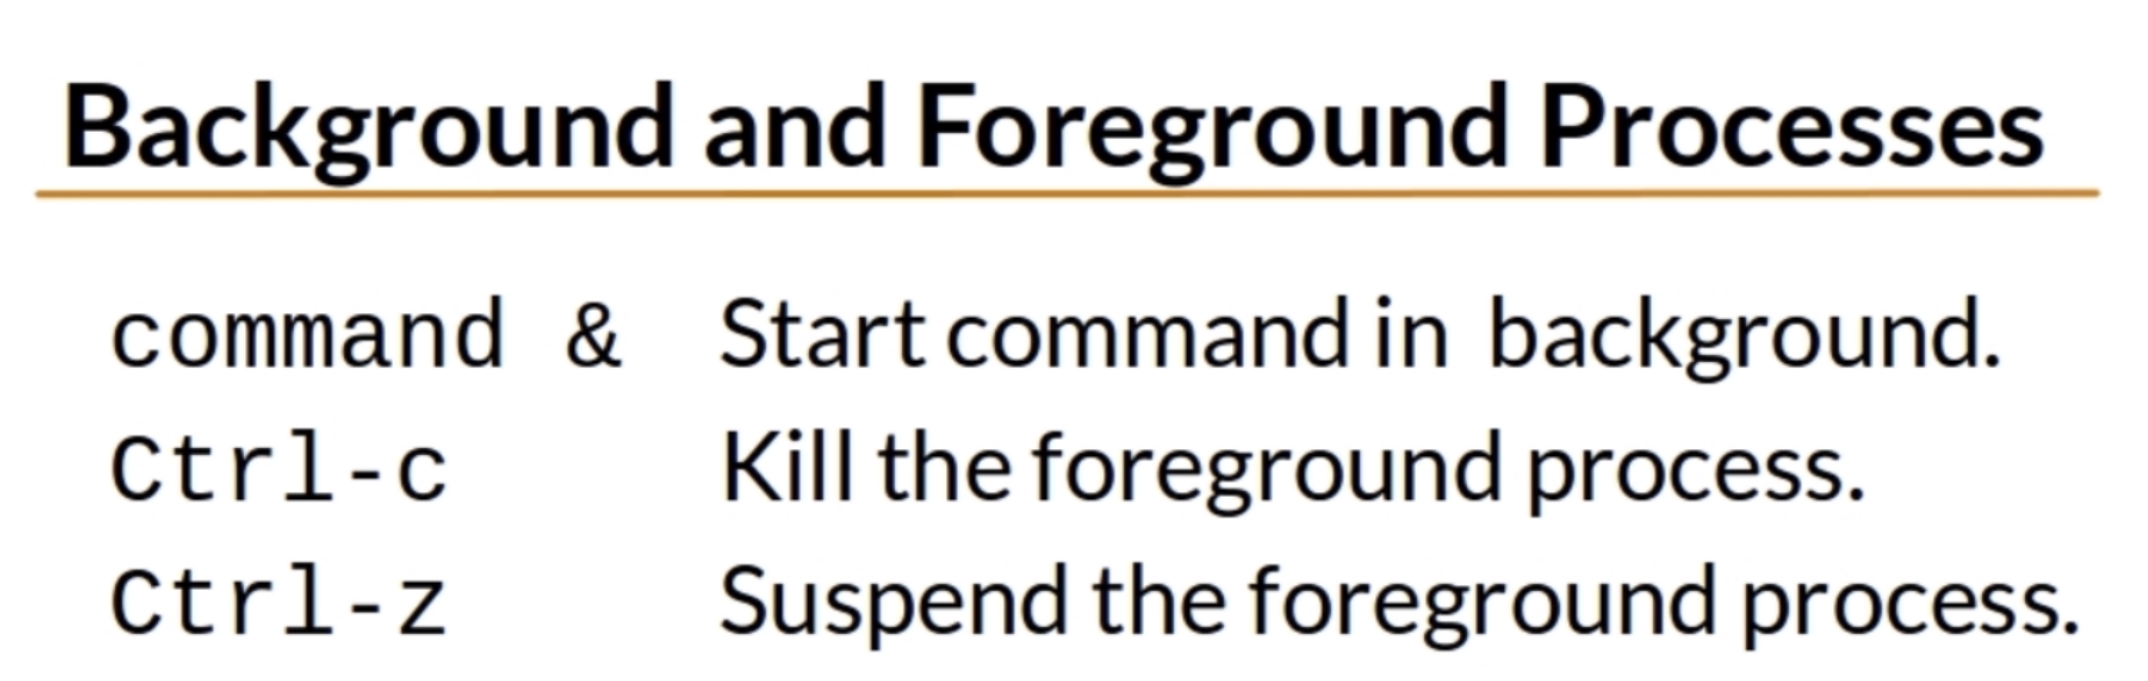 Background and Foreground Processes
command & Start command in background.
Ctrl-c Kill the foreground process.
Ctrl-z Suspend the foreground process.